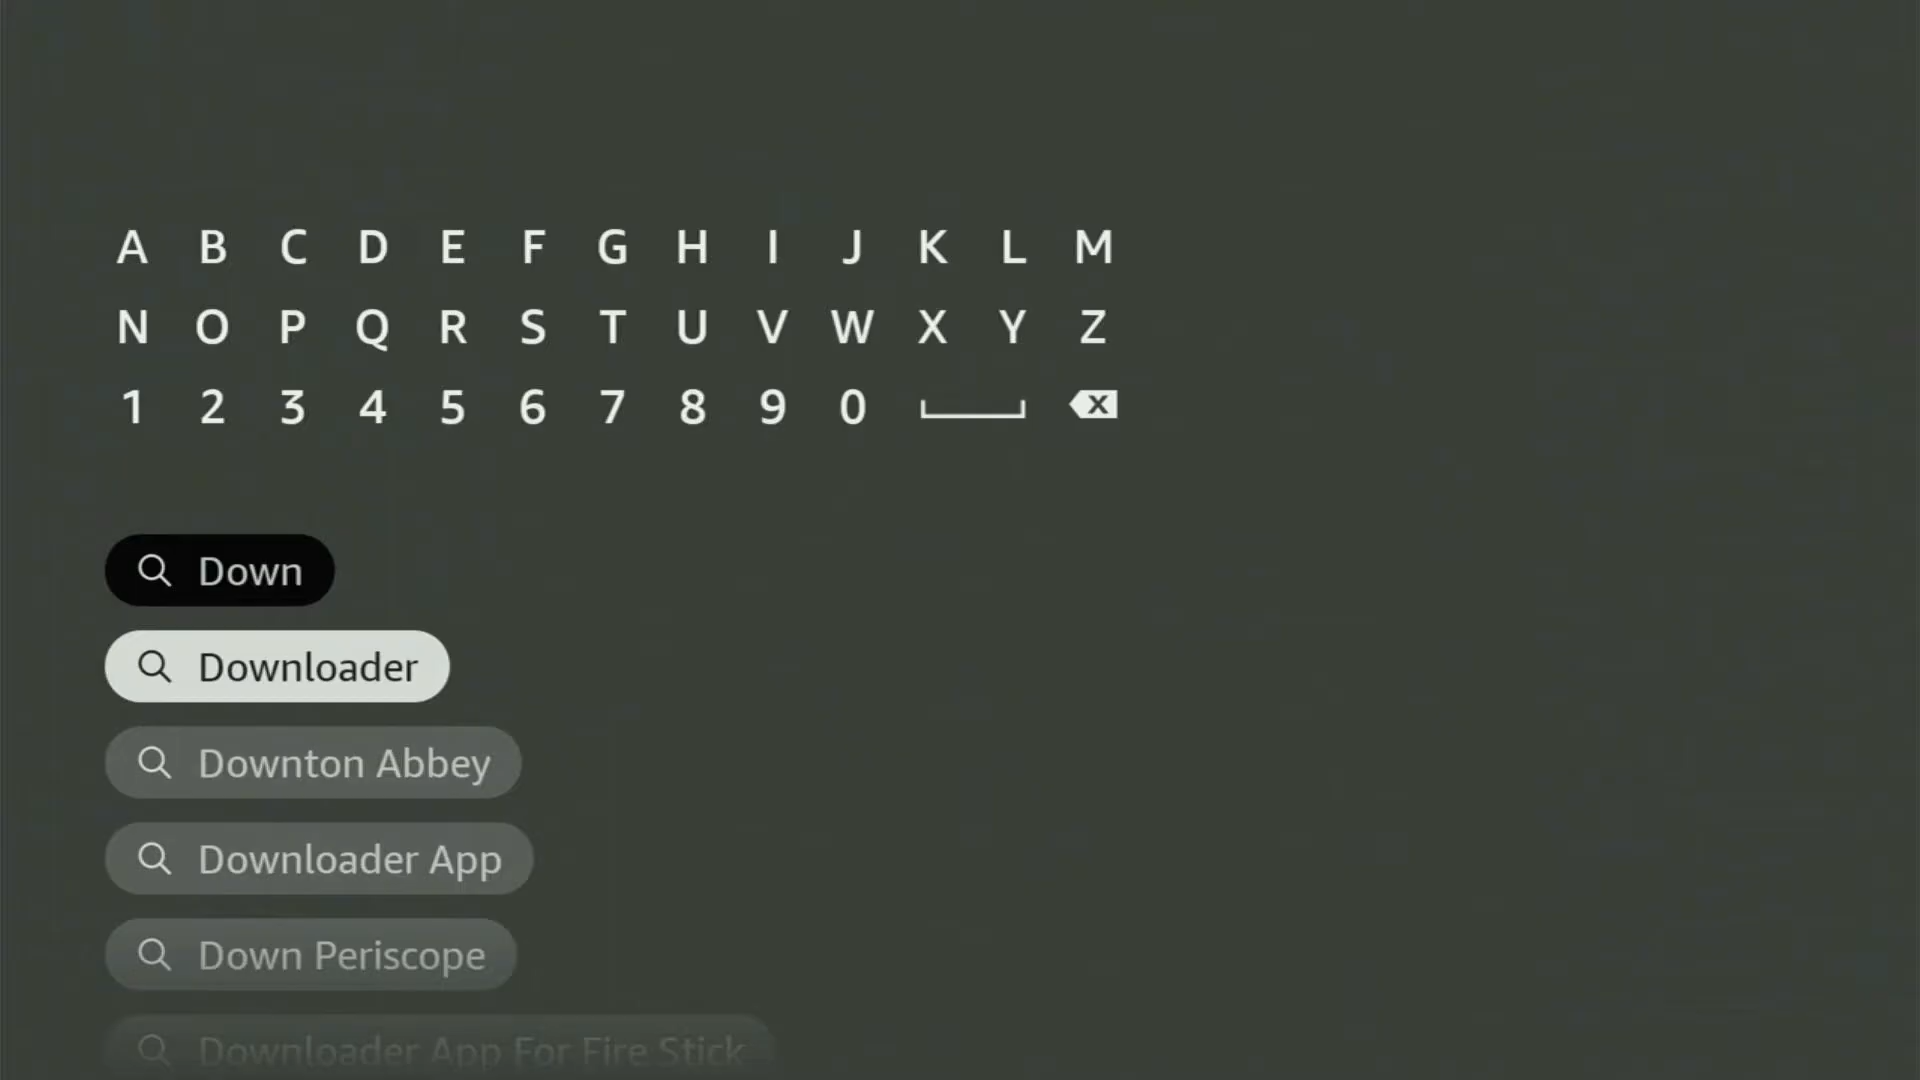 A B C D E F G H I J K L M
N O P Q R S T U V W X Y Z
1 2 3 4 5 6 7 8 9 0
Down
Downloader
Downton Abbey
Downloader App
Down Periscope
Downloader App For Fire Stick